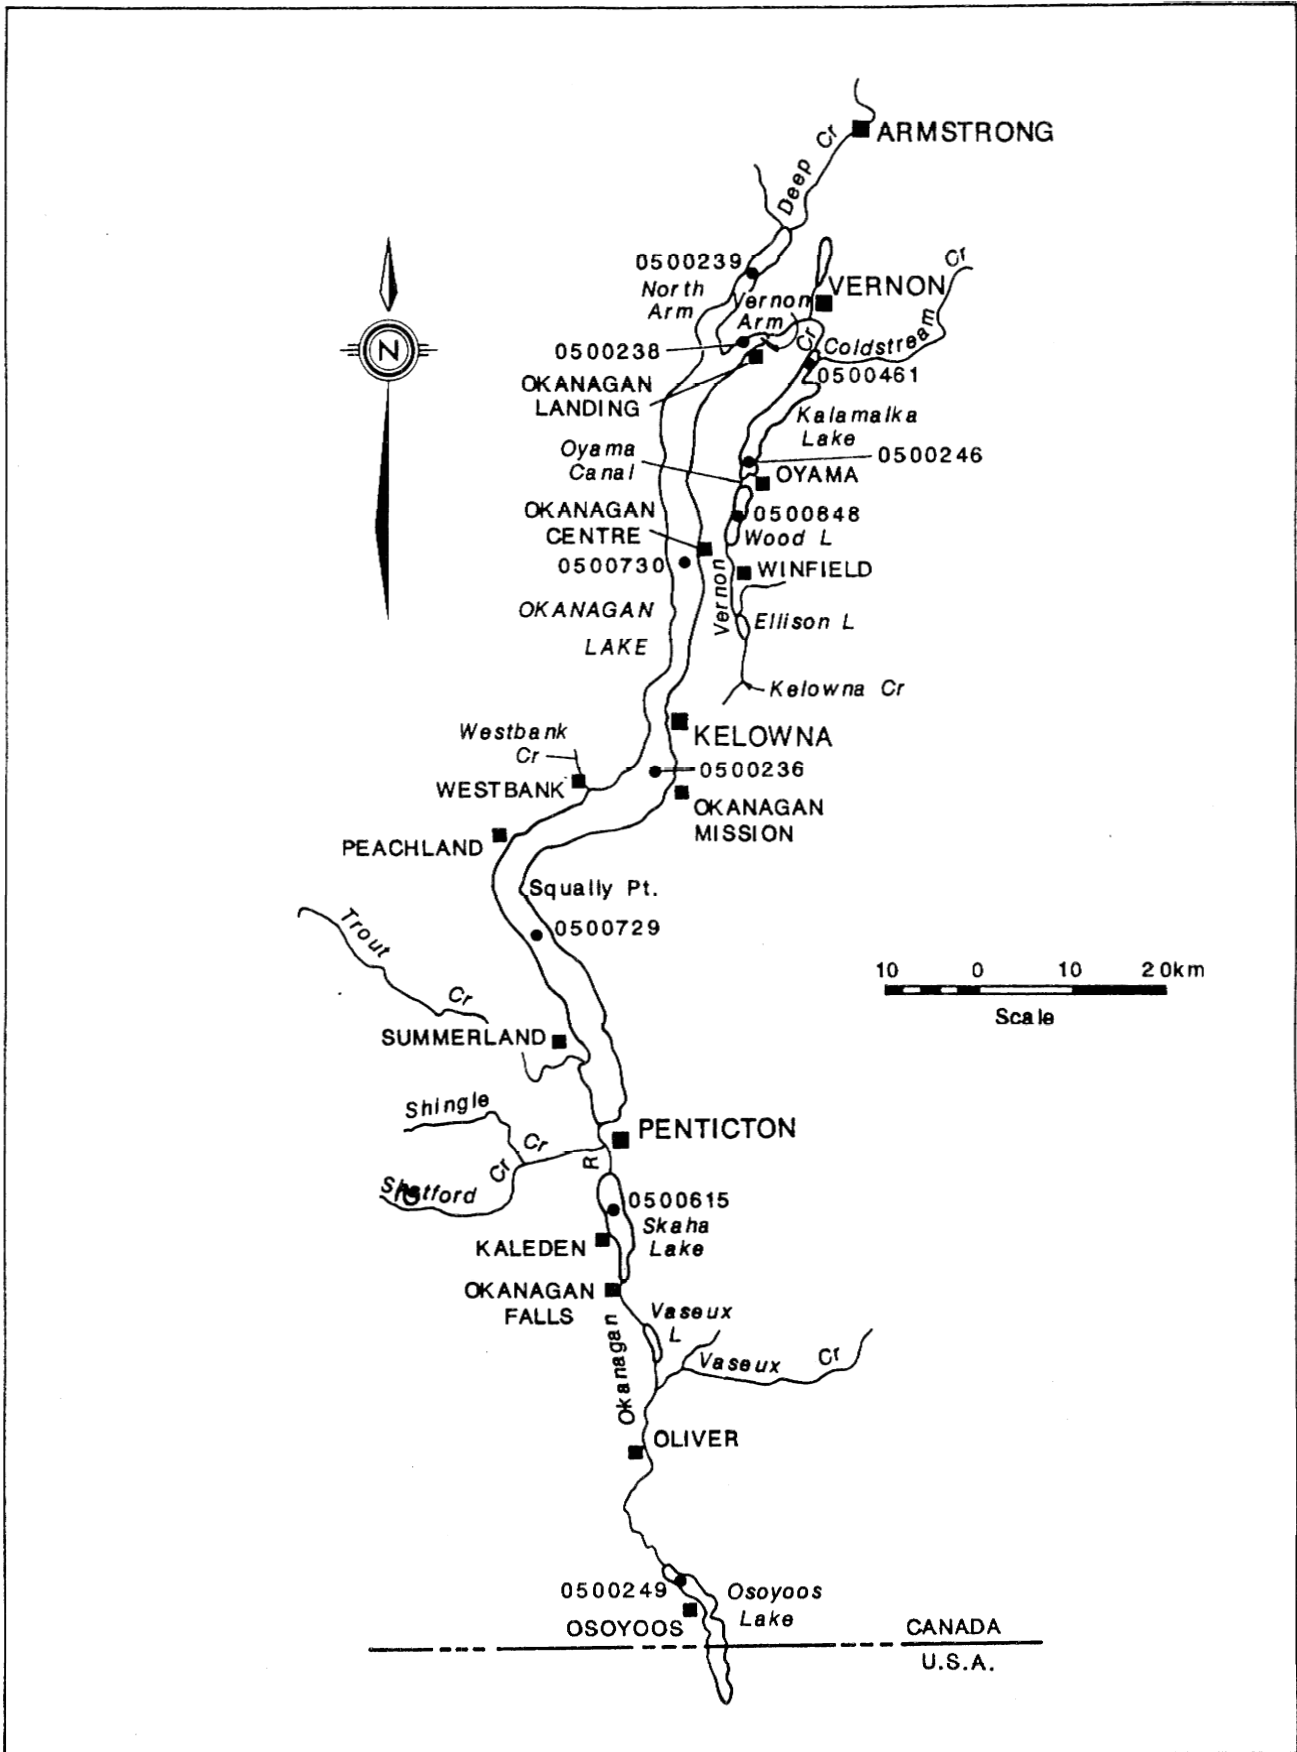 ARMSTRONG
Deep Cr
0500239
North
Arm
Vernon
Arm
VERNON
Cr
Coldstream
Cr
N
0500238
0500461
OKANAGAN
LANDING
Kalamalka
Lake
Oyama
Canal
0500246
OYAMA
OKANAGAN
CENTRE
0500848
Wood L
0500730
WINFIELD
Vernon
OKANAGAN
LAKE
Ellison L
Kelowna Cr
KELOWNA
Westbank
Cr
0500236
WESTBANK
OKANAGAN
MISSION
PEACHLAND
Squally Pt.
0500729
Trout
Cr
10 0 10 20km
Scale
SUMMERLAND
Shingle
Cr
PENTICTON
R
Cr
Shatford
0500615
Skaha
Lake
KALEDEN
OKANAGAN
FALLS
Vaseux
L
Okanagan
Vaseux
Cr
OLIVER
0500249
Osoyoos
Lake
OSOYOOS
CANADA
U.S.A.